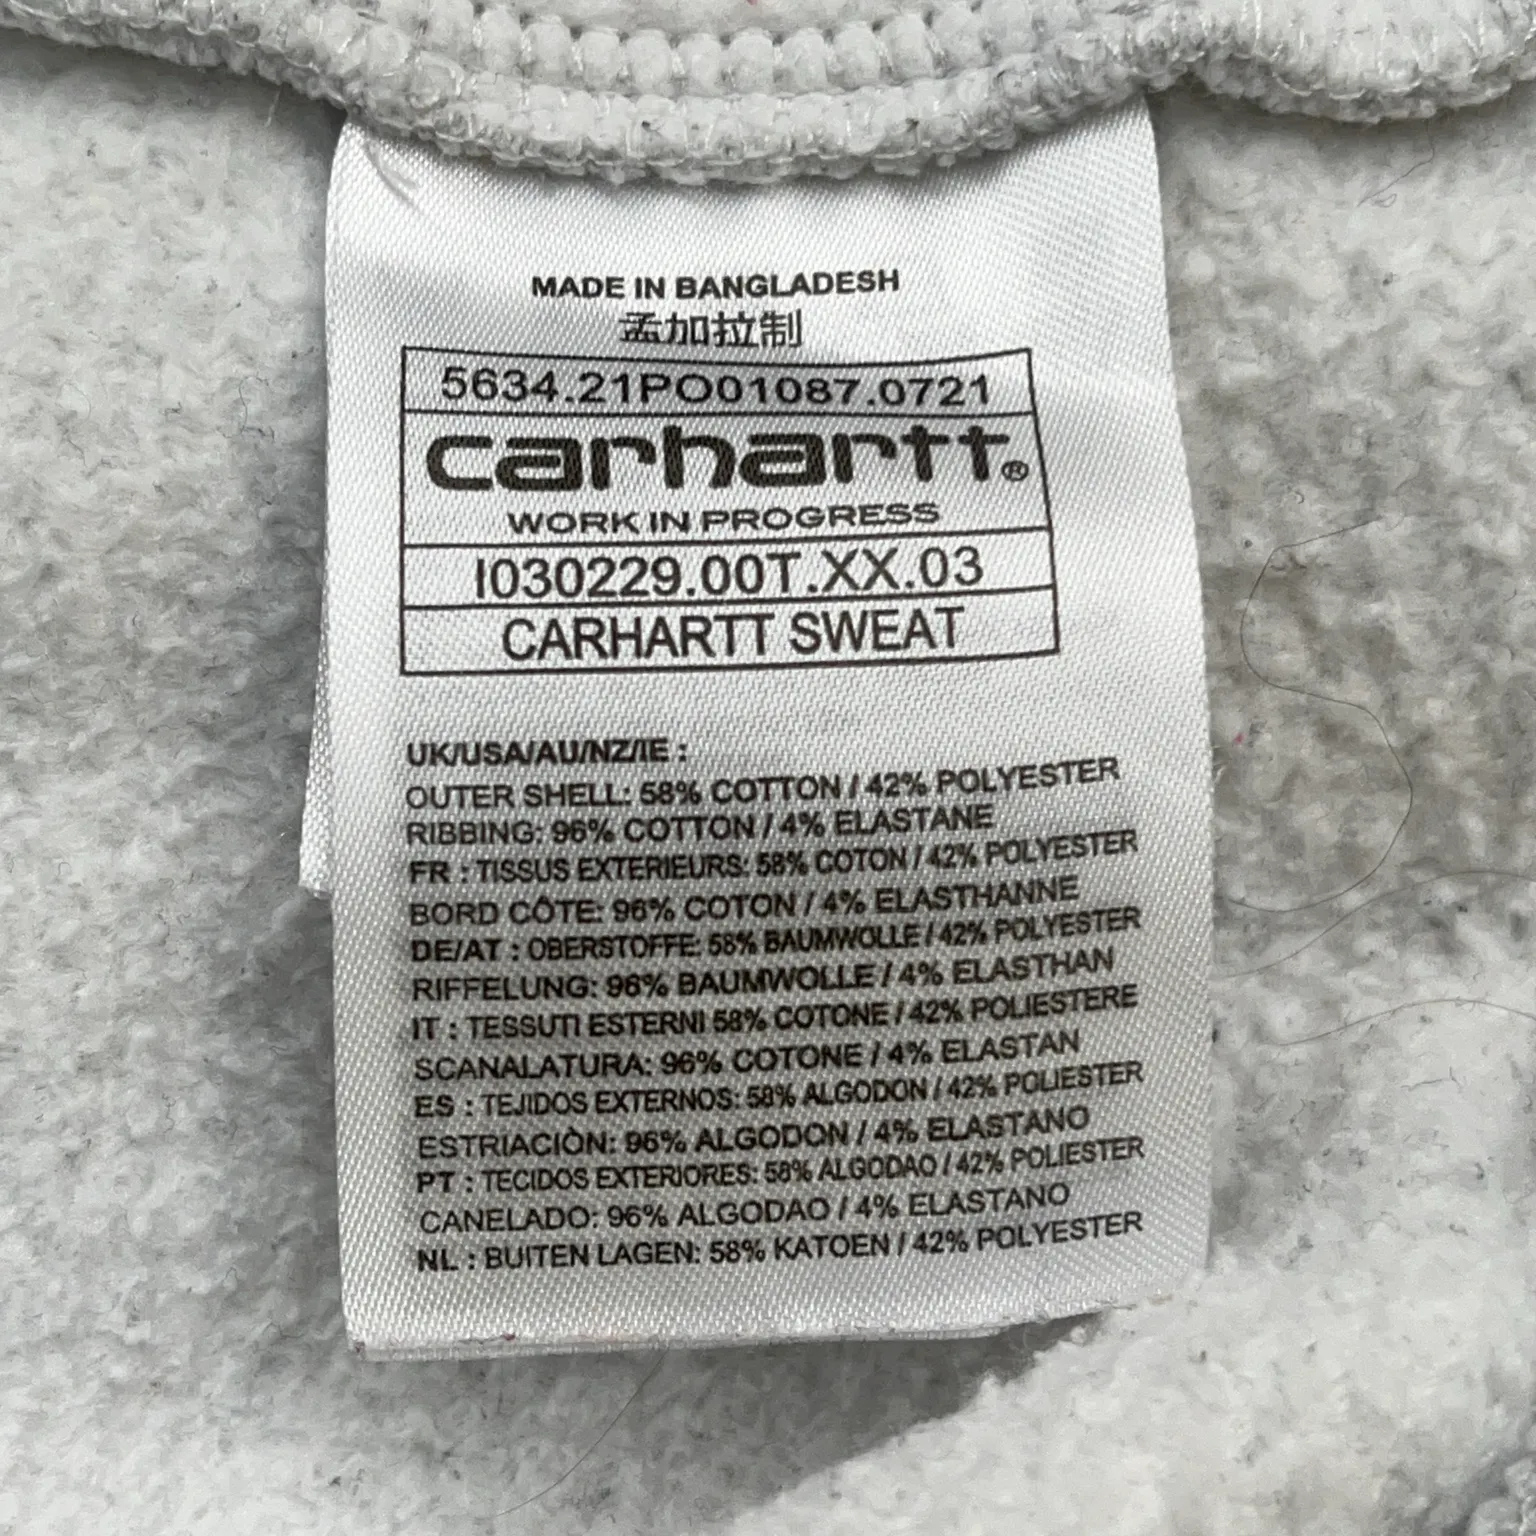 MADE IN BANGLADESH
孟加拉制
5634.21PO01087.0721
carhartt®
WORK IN PROGRESS
I030229.00T.XX.03
CARHARTT SWEAT
UK/USA/AU/NZ/IE :
OUTER SHELL: 58% COTTON / 42% POLYESTER
RIBBING: 96% COTTON / 4% ELASTANE
FR : TISSUS EXTERIEURS: 58% COTON / 42% POLYESTER
BORD CÔTE: 96% COTON / 4% ELASTHANNE
DE/AT : OBERSTOFFE: 58% BAUMWOLLE / 42% POLYESTER
RIFFELUNG: 96% BAUMWOLLE / 4% ELASTHAN
IT : TESSUTI ESTERNI 58% COTONE / 42% POLIESTERE
SCANALATURA: 96% COTONE / 4% ELASTAN
ES : TEJIDOS EXTERNOS: 58% ALGODON / 42% POLIESTER
ESTRIACIÒN: 96% ALGODON / 4% ELASTANO
PT : TECIDOS EXTERIORES: 58% ALGODAO / 42% POLIESTER
CANELADO: 96% ALGODAO / 4% ELASTANO
NL : BUITEN LAGEN: 58% KATOEN / 42% POLYESTER